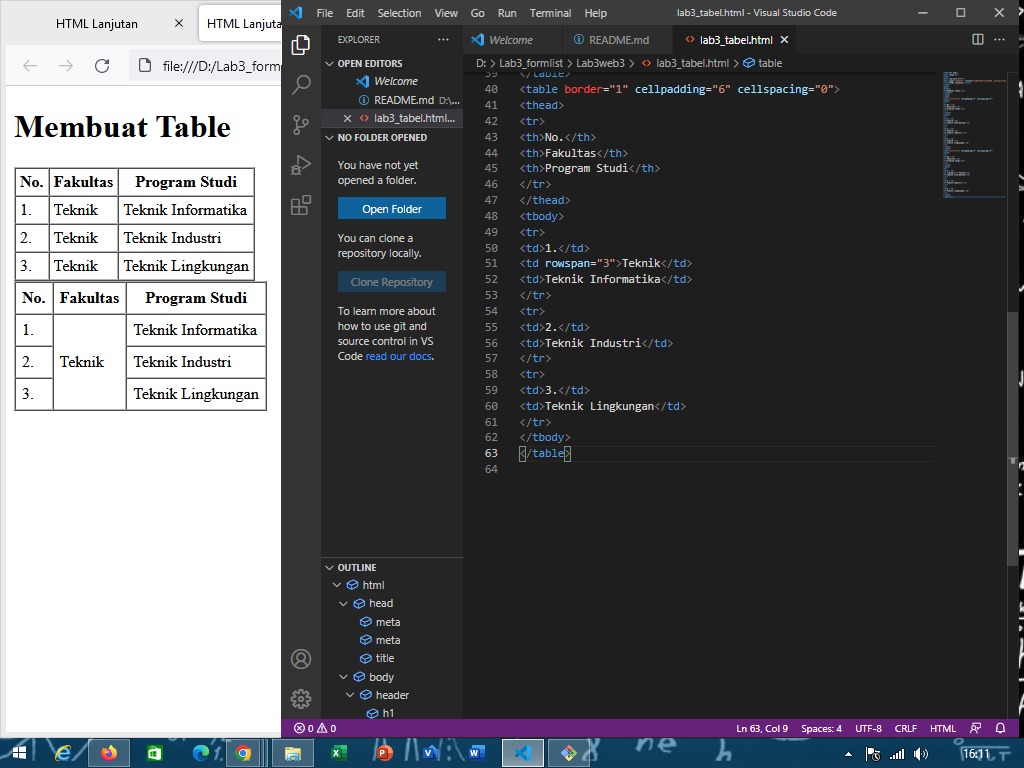 HTML Lanjutan
HTML Lanjuta
file:///D:/Lab3_form
Membuat Table
No. Fakultas Program Studi
1. Teknik Teknik Informatika
2. Teknik Teknik Industri
3. Teknik Teknik Lingkungan
No. Fakultas Program Studi
1. Teknik Informatika
2. Teknik Teknik Industri
3. Teknik Lingkungan
File Edit Selection View Go Run Terminal Help
lab3_tabel.html - Visual Studio Code
EXPLORER ...
OPEN EDITORS
Welcome
README.md D:\...
lab3_tabel.html...
NO FOLDER OPENED
You have not yet
opened a folder.
Open Folder
You can clone a
repository locally.
Clone Repository
To learn more about
how to use git and
source control in VS
Code read our docs.
OUTLINE
html
head
meta
meta
title
body
header
h1
Welcome
README.md
lab3_tabel.html
D: > Lab3_formlist > Lab3web3 > lab3_tabel.html > table
39 </table>
40 <table border="1" cellpadding="6" cellspacing="0">
41 <thead>
42 <tr>
43 <th>No.</th>
44 <th>Fakultas</th>
45 <th>Program Studi</th>
46 </tr>
47 </thead>
48 <tbody>
49 <tr>
50 <td>1.</td>
51 <td rowspan="3">Teknik</td>
52 <td>Teknik Informatika</td>
53 </tr>
54 <tr>
55 <td>2.</td>
56 <td>Teknik Industri</td>
57 </tr>
58 <tr>
59 <td>3.</td>
60 <td>Teknik Lingkungan</td>
61 </tr>
62 </tbody>
63 </table>
64
0 0
Ln 63, Col 9 Spaces: 4 UTF-8 CRLF HTML
16:11